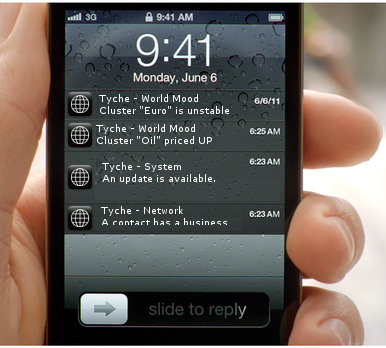 3G 9:41 AM
9:41
Monday, June 6
Tyche - World Mood 6/6/11
Cluster "Euro" is unstable
Tyche - World Mood 6:25 AM
Cluster "Oil" priced UP
Tyche - System 6:23 AM
An update is available.
Tyche - Network 6:23 AM
A contact has a business
slide to reply